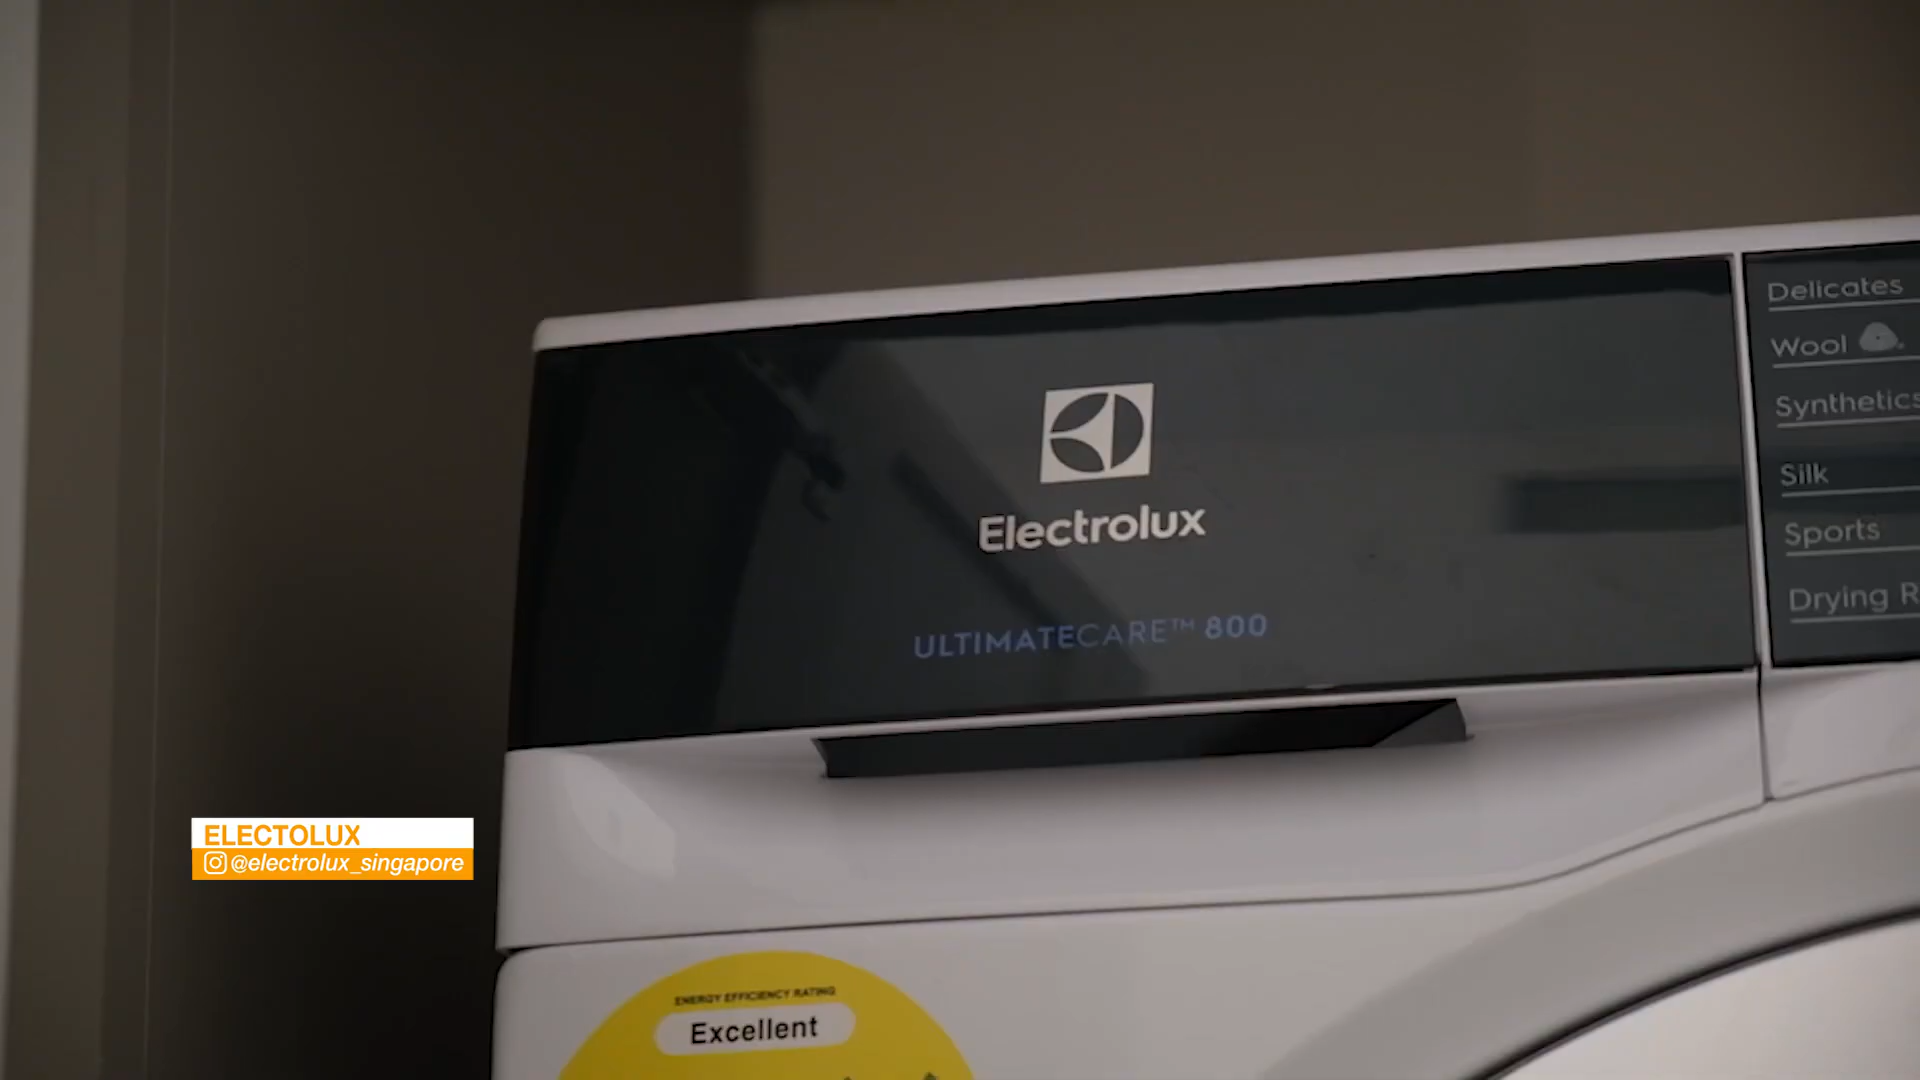 Electrolux
ULTIMATECARE™ 800
Delicates
Wool
Synthetics
Silk
Sports
Drying R
ELECTOLUX
@electrolux_singapore
ENERGY EFFICIENCY RATING
Excellent